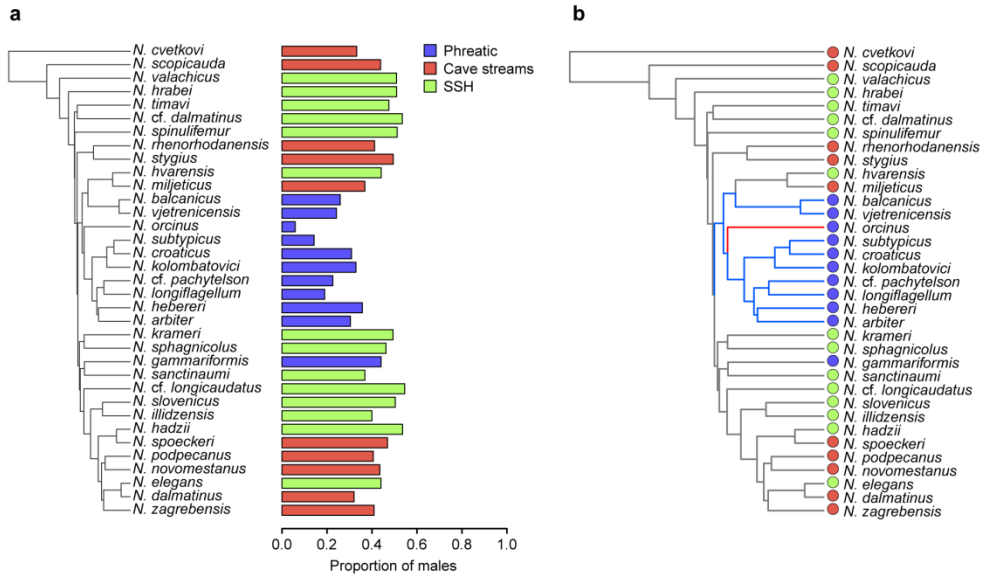 a
N. cvetkovi
N. scopicauda
N. valachicus
N. hrabei
N. timavi
N. cf. dalmatinus
N. spinulifemur
N. rhenorhodanensis
N. stygius
N. hvarensis
N. miljeticus
N. balcanicus
N. vjetrenicensis
N. orcinus
N. subtypicus
N. croaticus
N. kolombatovici
N. cf. pachytelson
N. longiflagellum
N. hebereri
N. arbiter
N. krameri
N. sphagnicolus
N. gammariformis
N. sanctinaumi
N. cf. longicaudatus
N. slovenicus
N. illidzensis
N. hadzii
N. spoeckeri
N. podpecanus
N. novomestanus
N. elegans
N. dalmatinus
N. zagrebensis
Phreatic
Cave streams
SSH
0.0 0.2 0.4 0.6 0.8 1.0
Proportion of males
b
N. cvetkovi
N. scopicauda
N. valachicus
N. hrabei
N. timavi
N. cf. dalmatinus
N. spinulifemur
N. rhenorhodanensis
N. stygius
N. hvarensis
N. miljeticus
N. balcanicus
N. vjetrenicensis
N. orcinus
N. subtypicus
N. croaticus
N. kolombatovici
N. cf. pachytelson
N. longiflagellum
N. hebereri
N. arbiter
N. krameri
N. sphagnicolus
N. gammariformis
N. sanctinaumi
N. cf. longicaudatus
N. slovenicus
N. illidzensis
N. hadzii
N. spoeckeri
N. podpecanus
N. novomestanus
N. elegans
N. dalmatinus
N. zagrebensis